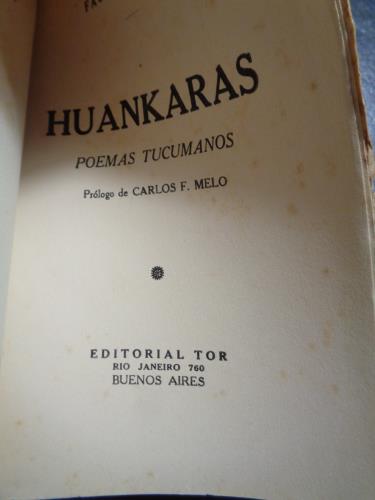 HUANKARAS
POEMAS TUCUMANOS
Prólogo de CARLOS F. MELO
EDITORIAL TOR
RIO JANEIRO 760
BUENOS AIRES